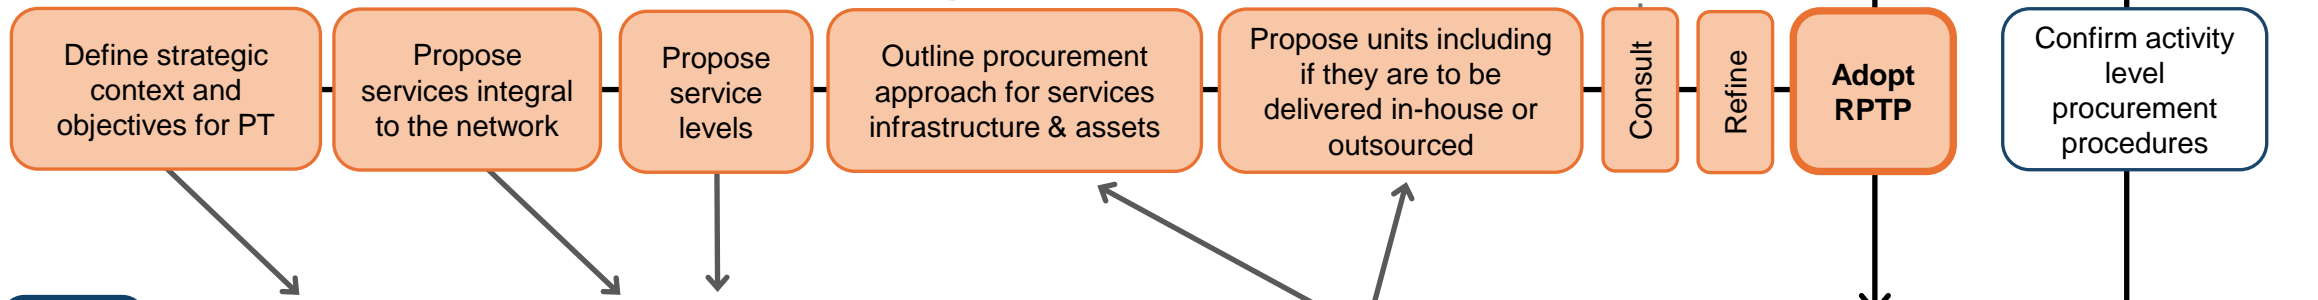 Define strategic
context and
objectives for PT
Propose
services integral
to the network
Propose
service
levels
Outline procurement
approach for services
infrastructure & assets
Propose units including
if they are to be
delivered in-house or
outsourced
Consult
Refine
Adopt
RPTP
Confirm activity
level
procurement
procedures